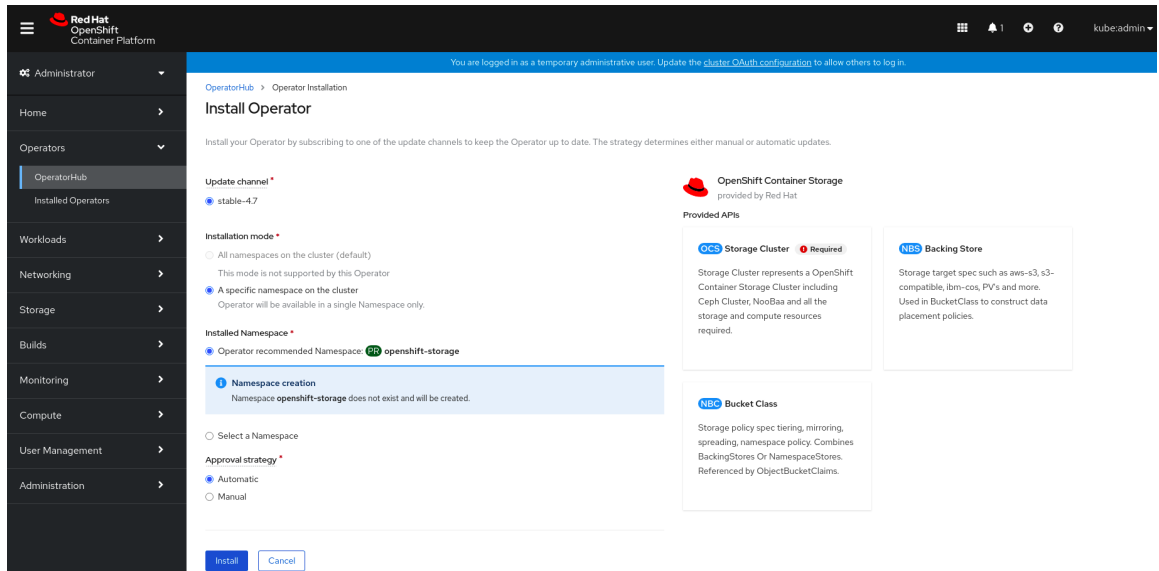 Red Hat
OpenShift
Container Platform
1
kube:admin
Administrator
Home
Operators
OperatorHub
Installed Operators
Workloads
Networking
Storage
Builds
Monitoring
Compute
User Management
Administration
You are logged in as a temporary administrative user. Update the cluster OAuth configuration to allow others to log in.
OperatorHub > Operator Installation
Install Operator
Install your Operator by subscribing to one of the update channels to keep the Operator up to date. The strategy determines either manual or automatic updates.
Update channel *
stable-4.7
Installation mode *
All namespaces on the cluster (default)
This mode is not supported by this Operator
A specific namespace on the cluster
Operator will be available in a single Namespace only.
Installed Namespace *
Operator recommended Namespace: PR openshift-storage
Namespace creation
Namespace openshift-storage does not exist and will be created.
Select a Namespace
Approval strategy *
Automatic
Manual
Install Cancel
OpenShift Container Storage
provided by Red Hat
Provided APIs
OCS Storage Cluster Required
Storage Cluster represents a OpenShift
Container Storage Cluster including
Ceph Cluster, NooBaa and all the
storage and compute resources
required.
NBS Backing Store
Storage target spec such as aws-s3, s3-
compatible, ibm-cos, PV's and more.
Used in BucketClass to construct data
placement policies.
NBC Bucket Class
Storage policy spec tiering, mirroring,
spreading, namespace policy. Combines
BackingStores Or NamespaceStores.
Referenced by ObjectBucketClaims.